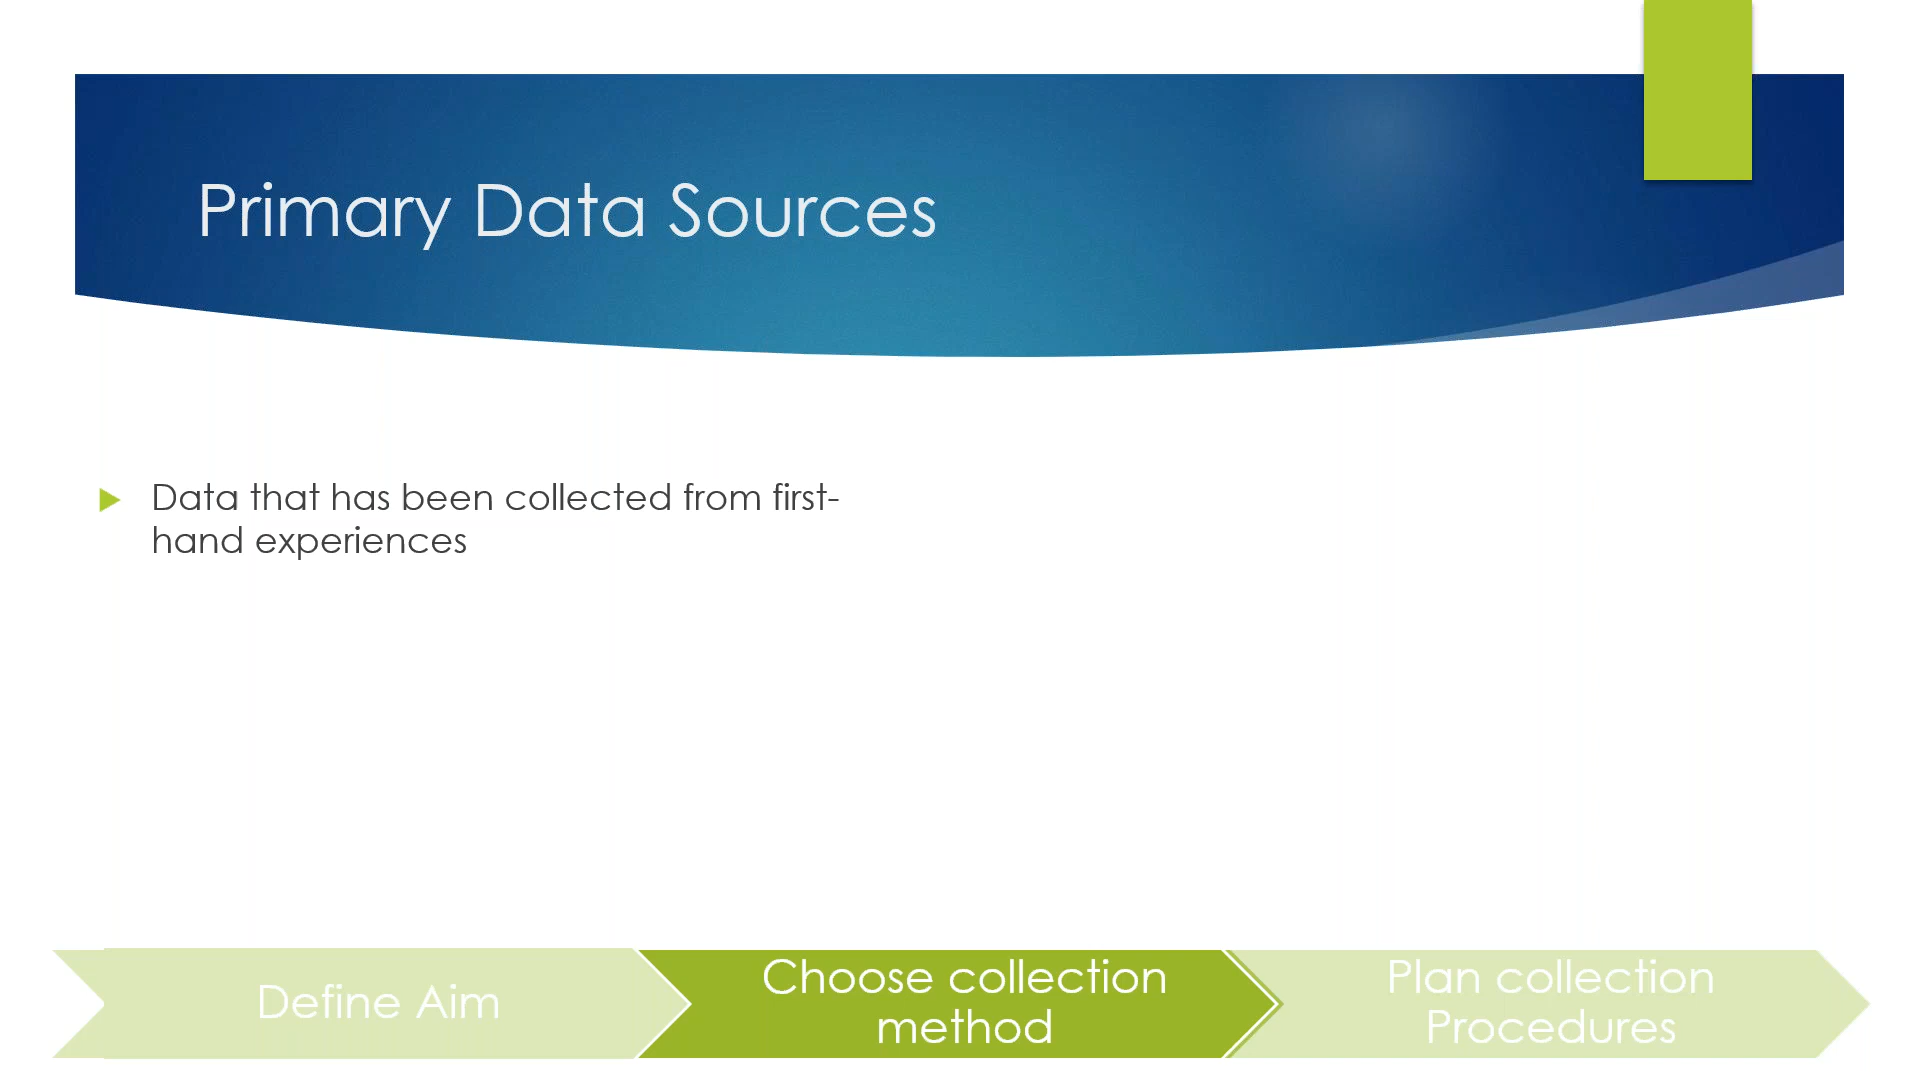 Primary Data Sources
Data that has been collected from first-
hand experiences
Define Aim
Choose collection
method
Plan collection
Procedures